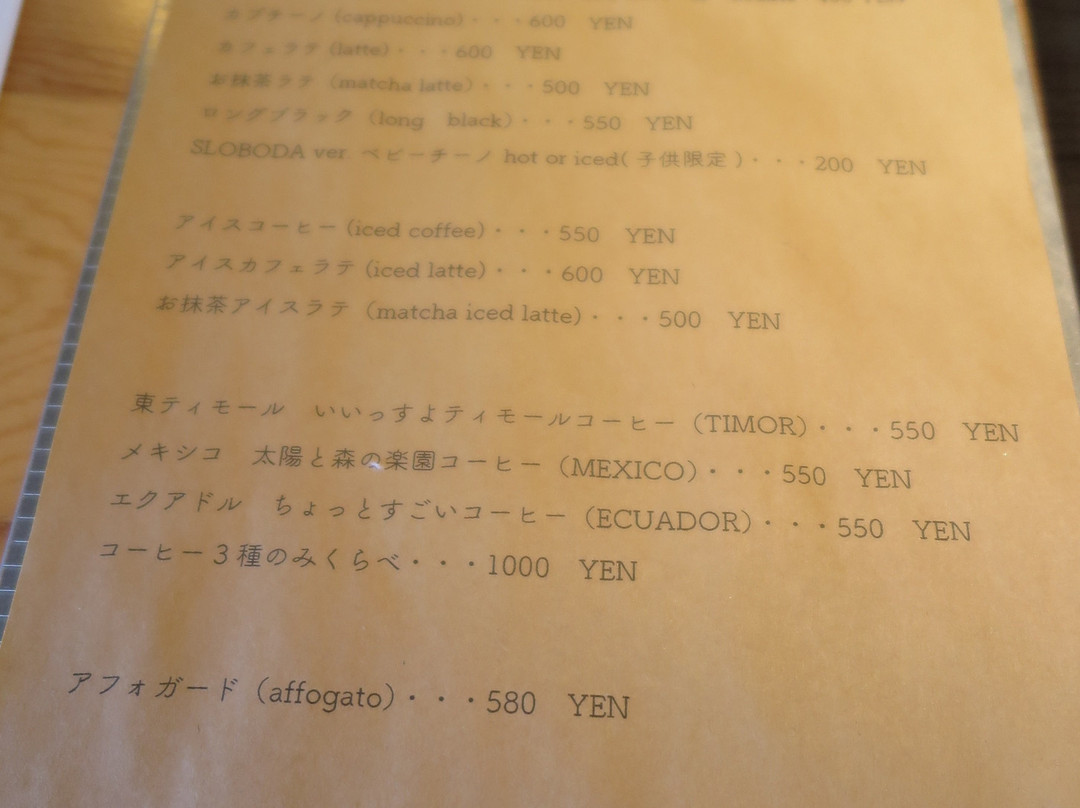 カプチーノ (cappuccino)・・・600 YEN
カフェラテ (latte)・・・600 YEN
お抹茶ラテ (matcha latte)・・・500 YEN
ロングブラック (long black)・・・550 YEN
SLOBODA ver. ベビーチーノ hot or iced( 子供限定 )・・・200 YEN
アイスコーヒー (iced coffee)・・・550 YEN
アイスカフェラテ (iced latte)・・・600 YEN
お抹茶アイスラテ (matcha iced latte)・・・500 YEN
東ティモール いいっすよティモールコーヒー (TIMOR)・・・550 YEN
メキシコ 太陽と森の楽園コーヒー (MEXICO)・・・550 YEN
エクアドル ちょっとすごいコーヒー (ECUADOR)・・・550 YEN
コーヒー3種のみくらべ・・・1000 YEN
アフォガード (affogato)・・・580 YEN